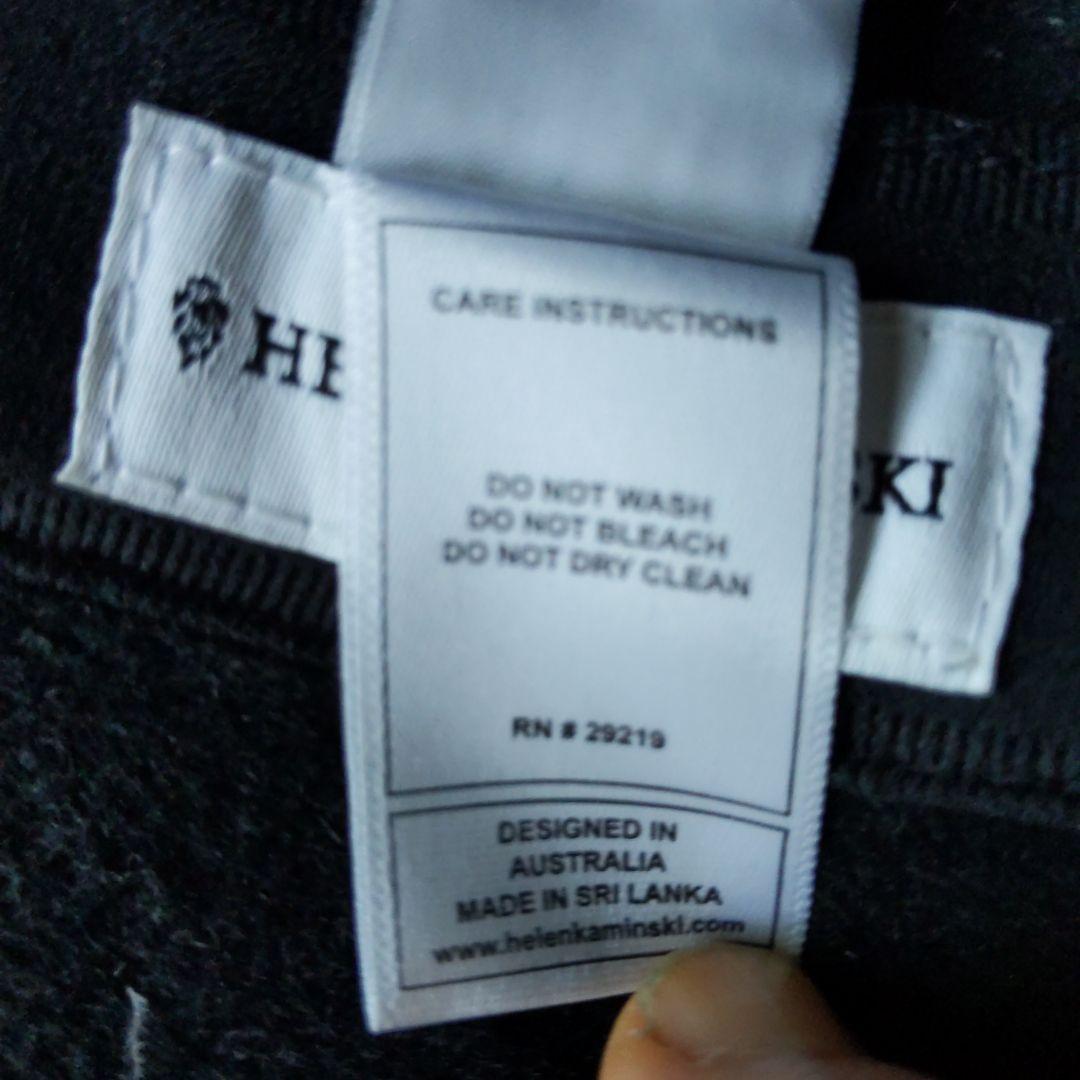 HE
SKI
CARE INSTRUCTIONS
DO NOT WASH
DO NOT BLEACH
DO NOT DRY CLEAN
RN # 29219
DESIGNED IN
AUSTRALIA
MADE IN SRI LANKA
www.helenkaminski.com